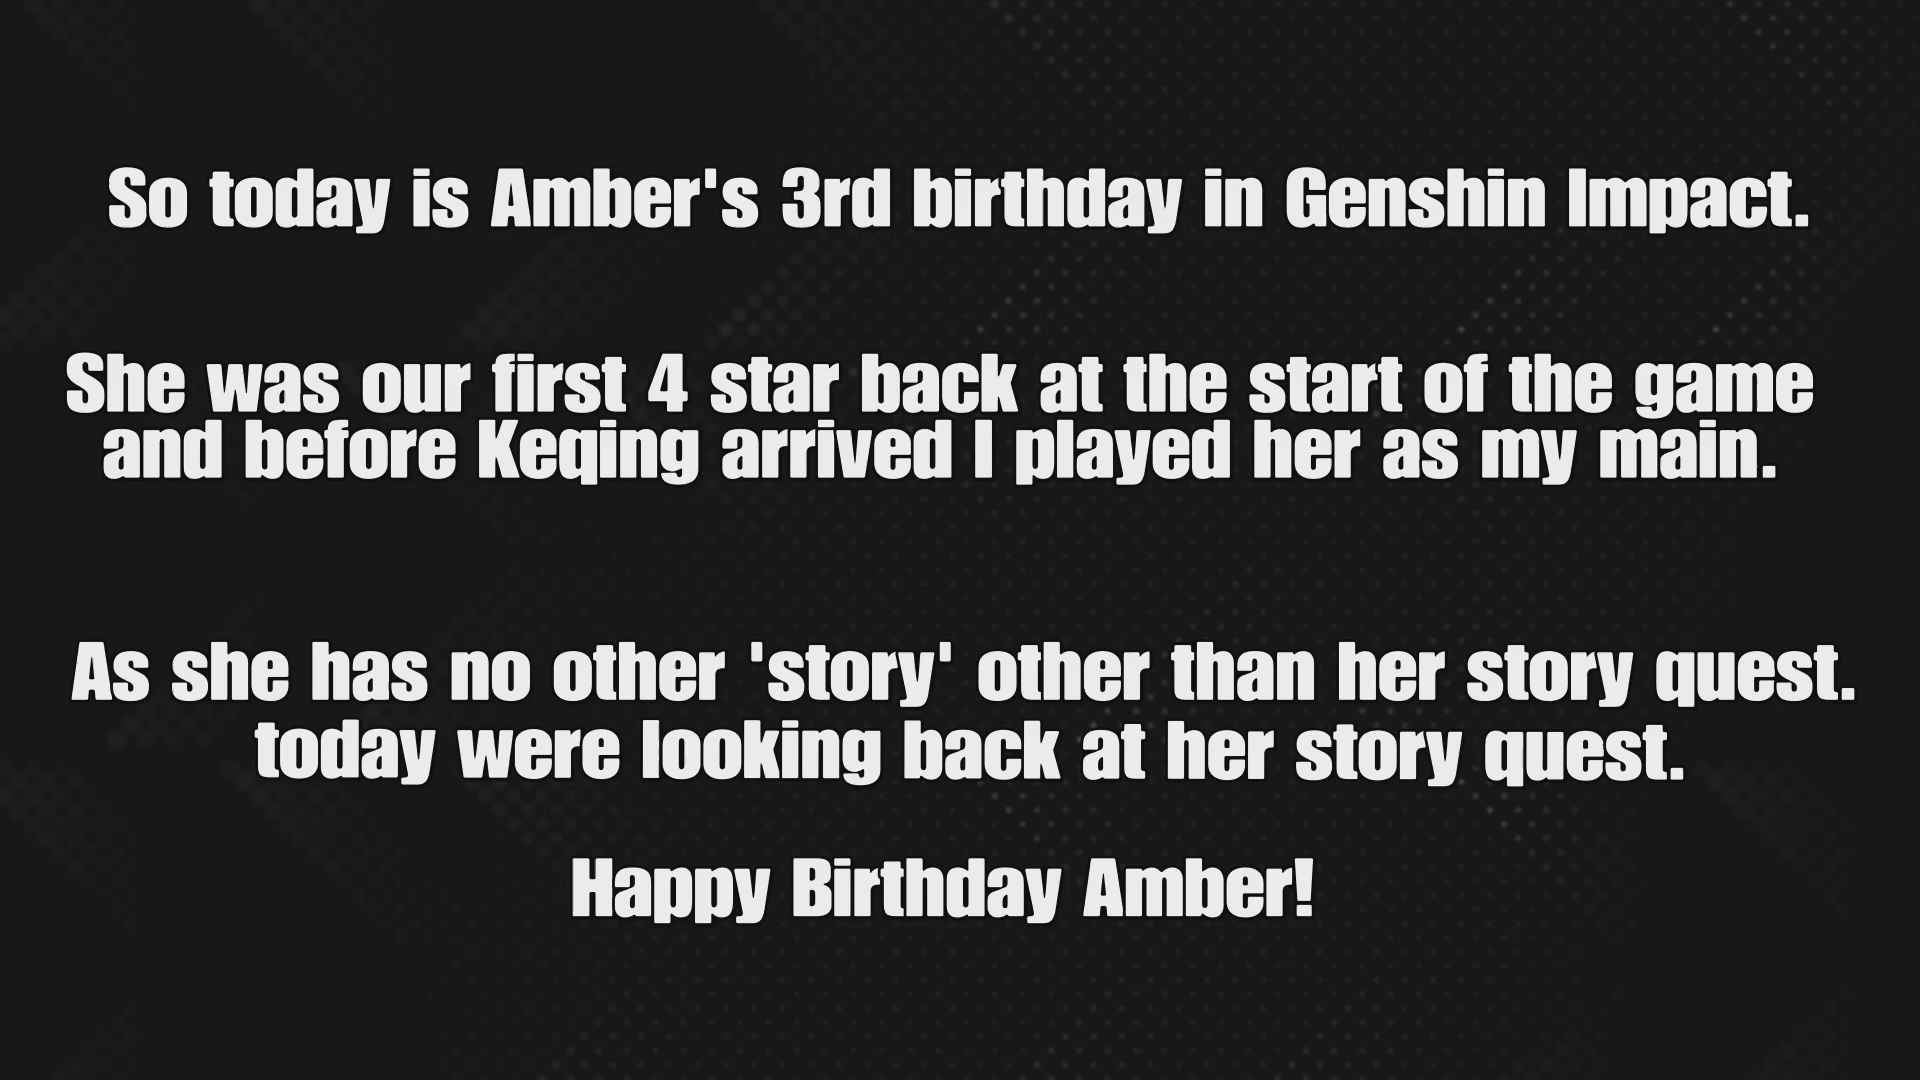 So today is Amber's 3rd birthday in Genshin Impact.
She was our first 4 star back at the start of the game
and before Keqing arrived I played her as my main.
As she has no other 'story' other than her story quest.
today were looking back at her story quest.
Happy Birthday Amber!